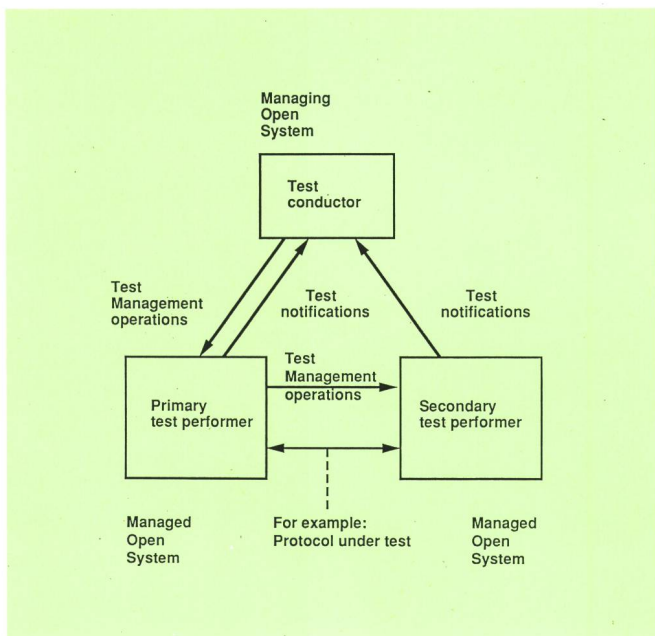 Managing
Open
System
Test
conductor
Test
Management
operations
Test
notifications
Test
notifications
Test
Management
operations
Primary
test performer
Secondary
test performer
Managed
Open
System
For example:
Protocol under test
Managed
Open
System